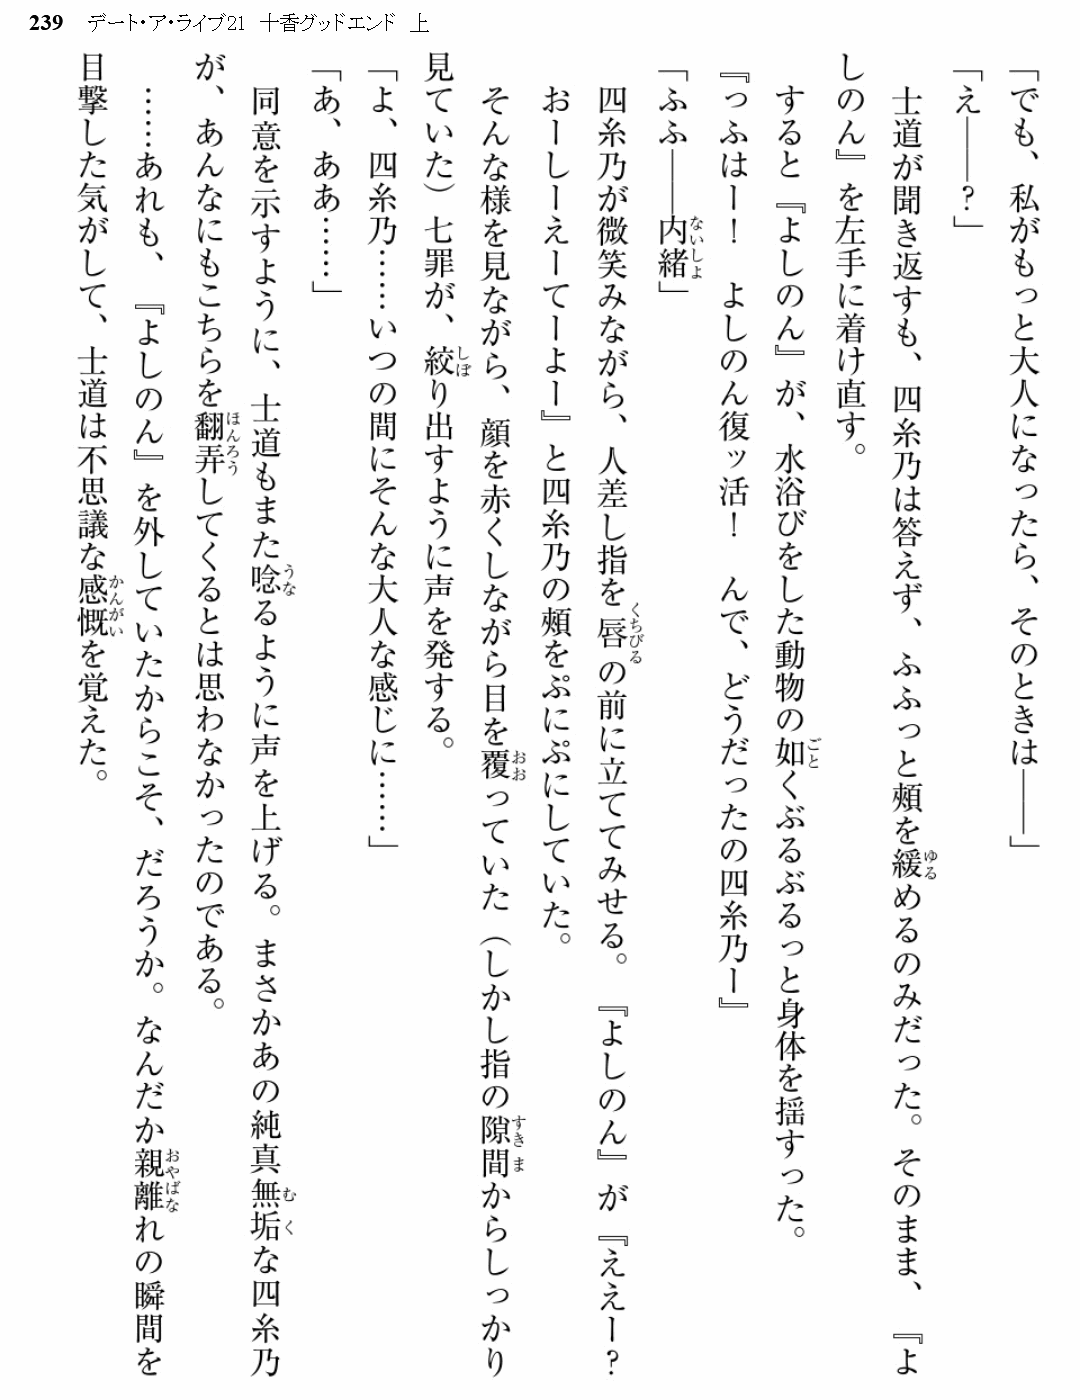 239 デート・ア・ライブ21 十香グッドエンド 上
「でも、私がもっと大人になったら、そのときは――」
「え――?」
士道が聞き返すも、四糸乃は答えず、ふふっと頬を緩めるのみだった。そのまま、『よ
しのん』を左手に着け直す。
すると『よしのん』が、水浴びをした動物の如くぶるぶるっと身体を揺すった。
『っふはー! よしのん復ッ活! んで、どうだったの四糸乃ー』
「ふふ――内緒」
四糸乃が微笑みながら、人差し指を唇の前に立ててみせる。『よしのん』が『ええー?
おーしーえーてーよー』と四糸乃の頬をぷにぷにしていた。
そんな様を見ながら、顔を赤くしながら目を覆っていた(しかし指の隙間からしっかり
見ていた)七罪が、絞り出すように声を発する。
「よ、四糸乃……いつの間にそんな大人な感じに……」
「あ、ああ……」
同意を示すように、士道もまた唸るように声を上げる。まさかあの純真無垢な四糸乃
が、あんなにもこちらを翻弄してくるとは思わなかったのである。
……あれも、『よしのん』を外していたからこそ、だろうか。なんだか親離れの瞬間を
目撃した気がして、士道は不思議な感慨を覚えた。